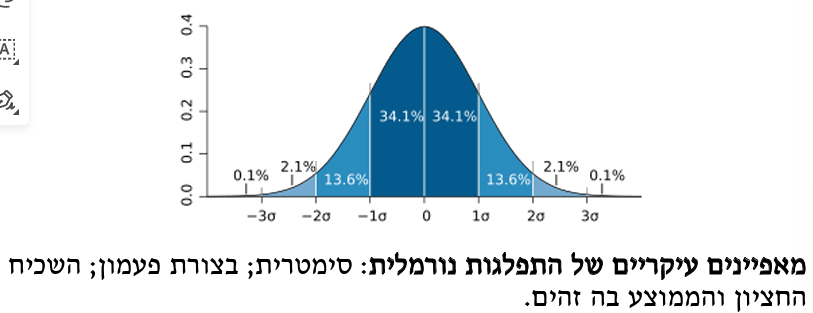 0.4
0.3
0.2
0.1
0.0
34.1% 34.1%
0.1% 2.1% 13.6% 13.6% 2.1% 0.1%
−3σ −2σ −1σ 0 1σ 2σ 3σ
מאפיינים עיקריים של התפלגות נורמלית: סימטרית; בצורת פעמון; השכיח
החציון והממוצע בה זהים.
A